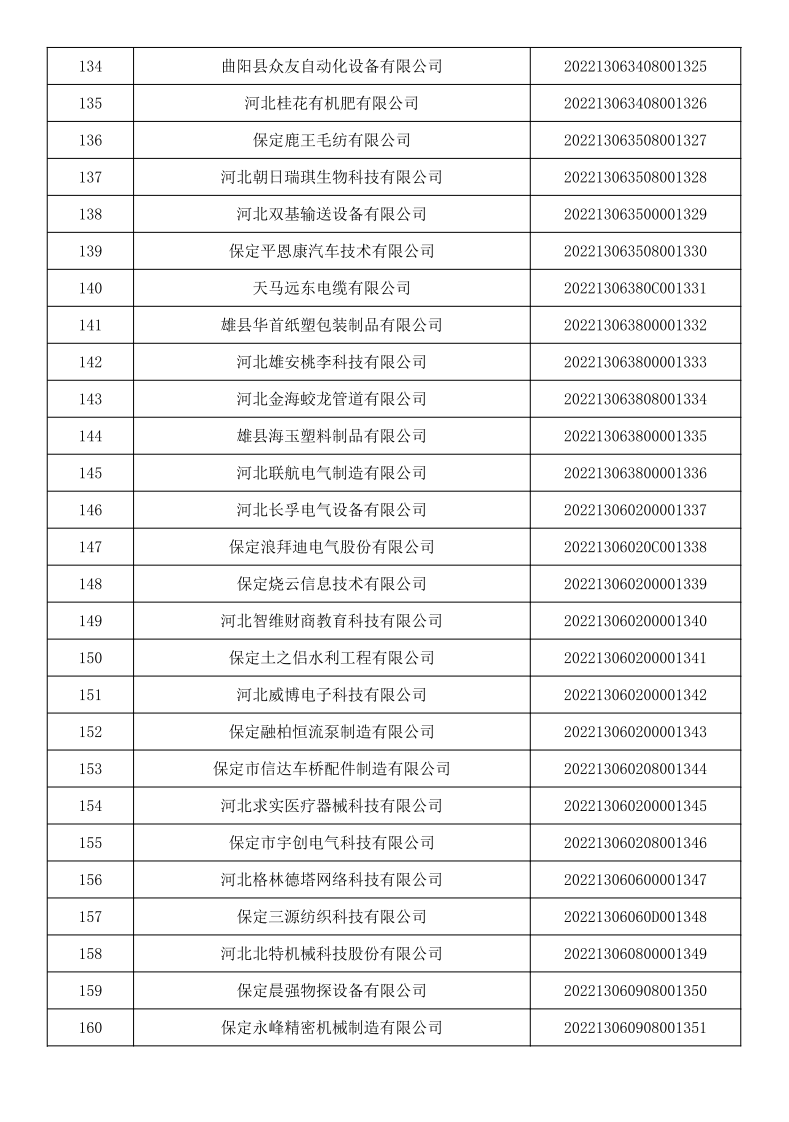 134 曲阳县众友自动化设备有限公司 202213063408001325
135 河北桂花有机肥有限公司 202213063408001326
136 保定鹿王毛纺有限公司 202213063508001327
137 河北朝日瑞琪生物科技有限公司 202213063508001328
138 河北双基输送设备有限公司 202213063500001329
139 保定平恩康汽车技术有限公司 202213063508001330
140 天马远东电缆有限公司 20221306380C001331
141 雄县华首纸塑包装制品有限公司 202213063800001332
142 河北雄安桃李科技有限公司 202213063800001333
143 河北金海蛟龙管道有限公司 202213063808001334
144 雄县海玉塑料制品有限公司 202213063800001335
145 河北联航电气制造有限公司 202213063800001336
146 河北长孚电气设备有限公司 202213060200001337
147 保定浪拜迪电气股份有限公司 20221306020C001338
148 保定烧云信息技术有限公司 202213060200001339
149 河北智维财商教育科技有限公司 202213060200001340
150 保定土之侣水利工程有限公司 202213060200001341
151 河北威博电子科技有限公司 202213060200001342
152 保定融柏恒流泵制造有限公司 202213060200001343
153 保定市信达车桥配件制造有限公司 202213060208001344
154 河北求实医疗器械科技有限公司 202213060200001345
155 保定市宇创电气科技有限公司 202213060208001346
156 河北格林德塔网络科技有限公司 202213060600001347
157 保定三源纺织科技有限公司 20221306060D001348
158 河北北特机械科技股份有限公司 202213060800001349
159 保定晨强物探设备有限公司 202213060908001350
160 保定永峰精密机械制造有限公司 202213060908001351